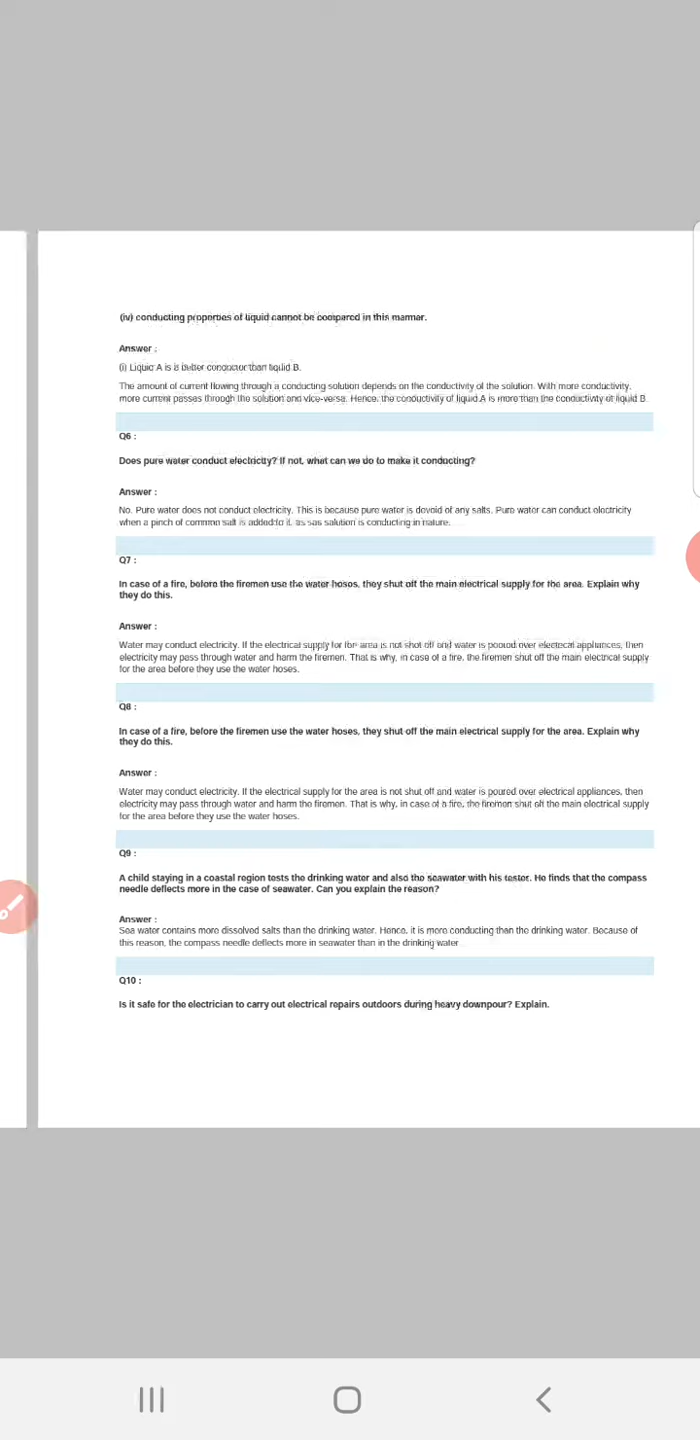 (iv) conducting properties of liquid cannot be compared in this manner.
Answer :
(i) Liquid A is a better conductor than liquid B.
The amount of current flowing through a conducting solution depends on the conductivity of the solution. With more conductivity,
more current passes through the solution and vice-versa. Hence, the conductivity of liquid A is more than the conductivity of liquid B
Q6 :
Does pure water conduct electricity? If not, what can we do to make it conducting?
Answer :
No. Pure water does not conduct electricity. This is because pure water is devoid of any salts. Pure water can conduct electricity
when a pinch of common salt is added to it, as solution is conducting in nature.
Q7 :
In case of a fire, before the firemen use the water hoses, they shut off the main electrical supply for the area. Explain why
they do this.
Answer :
Water may conduct electricity. If the electrical supply for the area is not shot off and water is poured over electrical appliances, then
electricity may pass through water and harm the firemen. That is why, in case of a fire, the firemen shut off the main electrical supply
for the area before they use the water hoses.
Q8 :
In case of a fire, before the firemen use the water hoses, they shut off the main electrical supply for the area. Explain why
they do this.
Answer :
Water may conduct electricity. If the electrical supply for the area is not shut off and water is poured over electrical appliances, then
electricity may pass through water and harm the firemen. That is why, in case of a fire, the firemen shut off the main electrical supply
for the area before they use the water hoses.
Q9 :
A child staying in a coastal region tests the drinking water and also the seawater with his tester. He finds that the compass
needle deflects more in the case of seawater. Can you explain the reason?
Answer :
Sea water contains more dissolved salts than the drinking water. Hence, it is more conducting than the drinking water. Because of
this reason, the compass needle deflects more in seawater than in the drinking water
Q10 :
Is it safe for the electrician to carry out electrical repairs outdoors during heavy downpour? Explain.